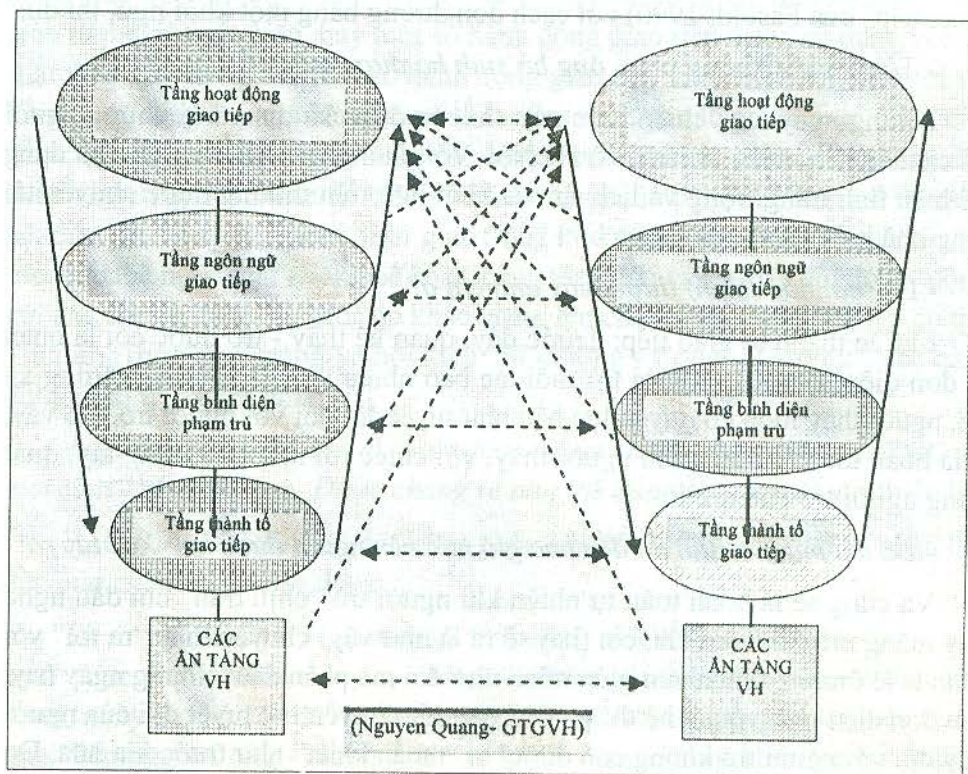 Tầng hoạt động
giao tiếp
Tầng hoạt động
giao tiếp
Tầng ngôn ngữ
giao tiếp
Tầng ngôn ngữ
giao tiếp
Tầng bình diện
phạm trù
Tầng bình diện
phạm trù
Tầng thành tố
giao tiếp
Tầng thành tố
giao tiếp
CÁC
ẨN TÀNG
VH
CÁC
ẨN TÀNG
VH
(Nguyen Quang- GTGVH)